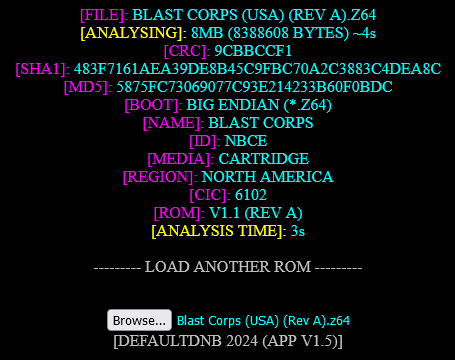 [FILE]: BLAST CORPS (USA) (REV A).Z64
[ANALYSING]: 8MB (8388608 BYTES) ~4s
[CRC]: 9CBBCCF1
[SHA1]: 483F7161AEA39DE8B45C9FBC70A2C3883C4DEA8C
[MD5]: 5875FC73069077C93E214233B60F0BDC
[BOOT]: BIG ENDIAN (*.Z64)
[NAME]: BLAST CORPS
[ID]: NBCE
[MEDIA]: CARTRIDGE
[REGION]: NORTH AMERICA
[CIC]: 6102
[ROM]: V1.1 (REV A)
[ANALYSIS TIME]: 3s
--------- LOAD ANOTHER ROM ---------
Browse... Blast Corps (USA) (Rev A).z64
[DEFAULTDNB 2024 (APP V1.5)]